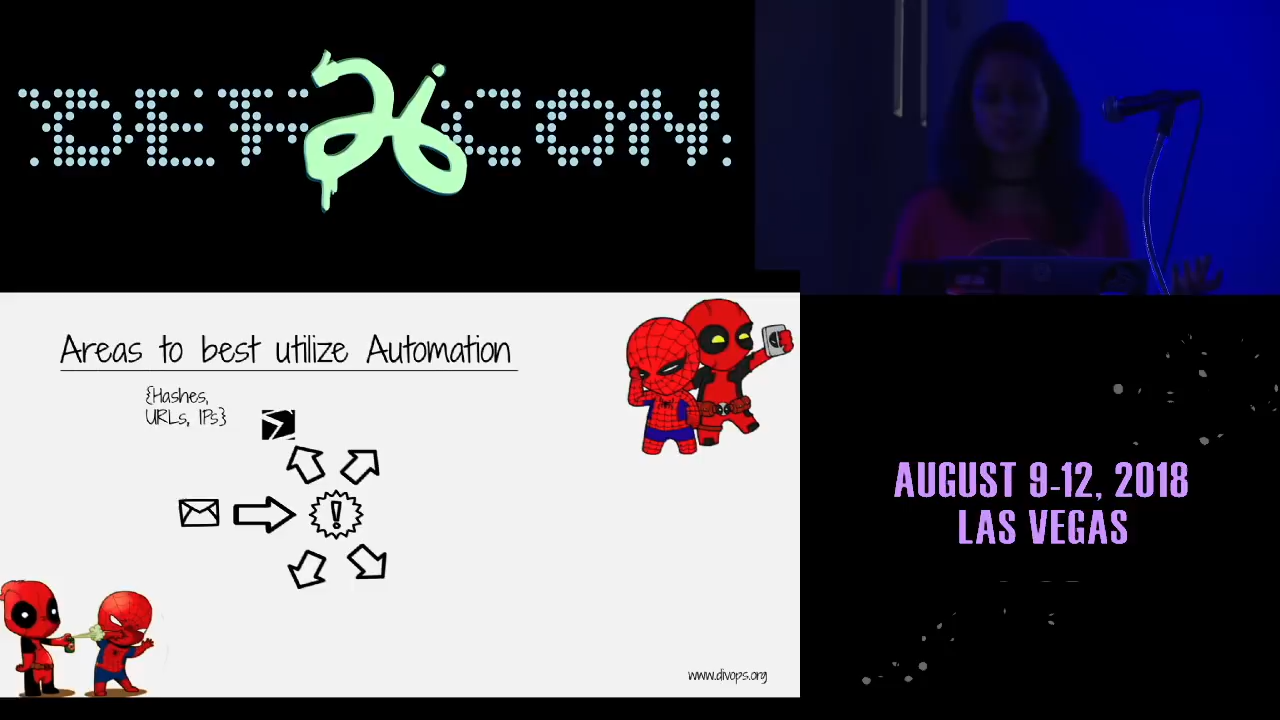 DEF CON 26
Areas to best utilize Automation
{Hashes,
URLs, IPs}
!
AUGUST 9-12, 2018
LAS VEGAS
www.divops.org